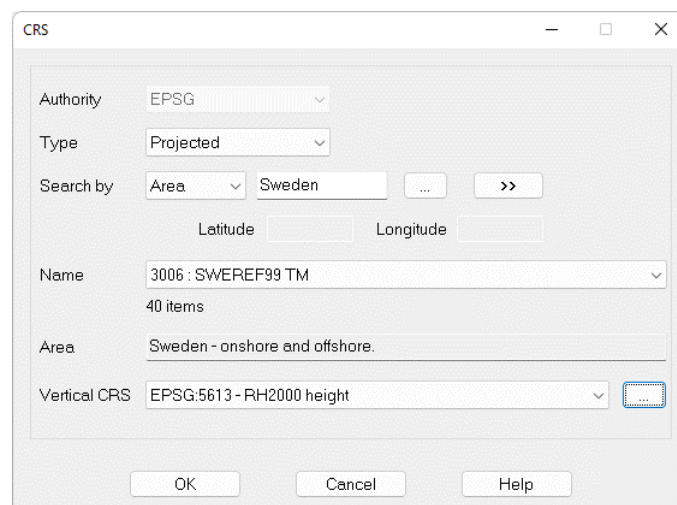 CRS
Authority EPSG
Type Projected
Search by Area Sweden ... >>
Latitude Longitude
Name 3006 : SWEREF99 TM
40 items
Area Sweden - onshore and offshore.
Vertical CRS EPSG:5613 - RH2000 height ...
OK Cancel Help